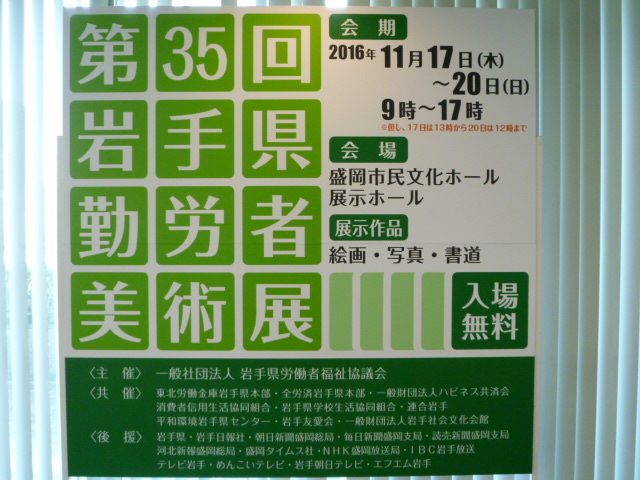 第35回
岩手県
勤労者
美術展
会期
2016年 11月17日(木)
～20日(日)
9時～17時
※但し、17日は13時から20日は12時まで
会場
盛岡市民文化ホール
展示ホール
展示作品
絵画・写真・書道
入場
無料
〈主 催〉 一般社団法人 岩手県労働者福祉協議会
〈共 催〉 東北労働金庫岩手県本部・全労済岩手県本部・一般財団法人ハピネス共済会
消費者信用生活協同組合・岩手県学校生活協同組合・連合岩手
平和環境岩手県センター・岩手友愛会・一般財団法人岩手社会文化会館
〈後 援〉 岩手県・岩手日報社・朝日新聞盛岡総局・毎日新聞盛岡支局・読売新聞盛岡支局
河北新報盛岡総局・盛岡タイムス社・NHK盛岡放送局・IBC岩手放送
テレビ岩手・めんこいテレビ・岩手朝日テレビ・エフエム岩手